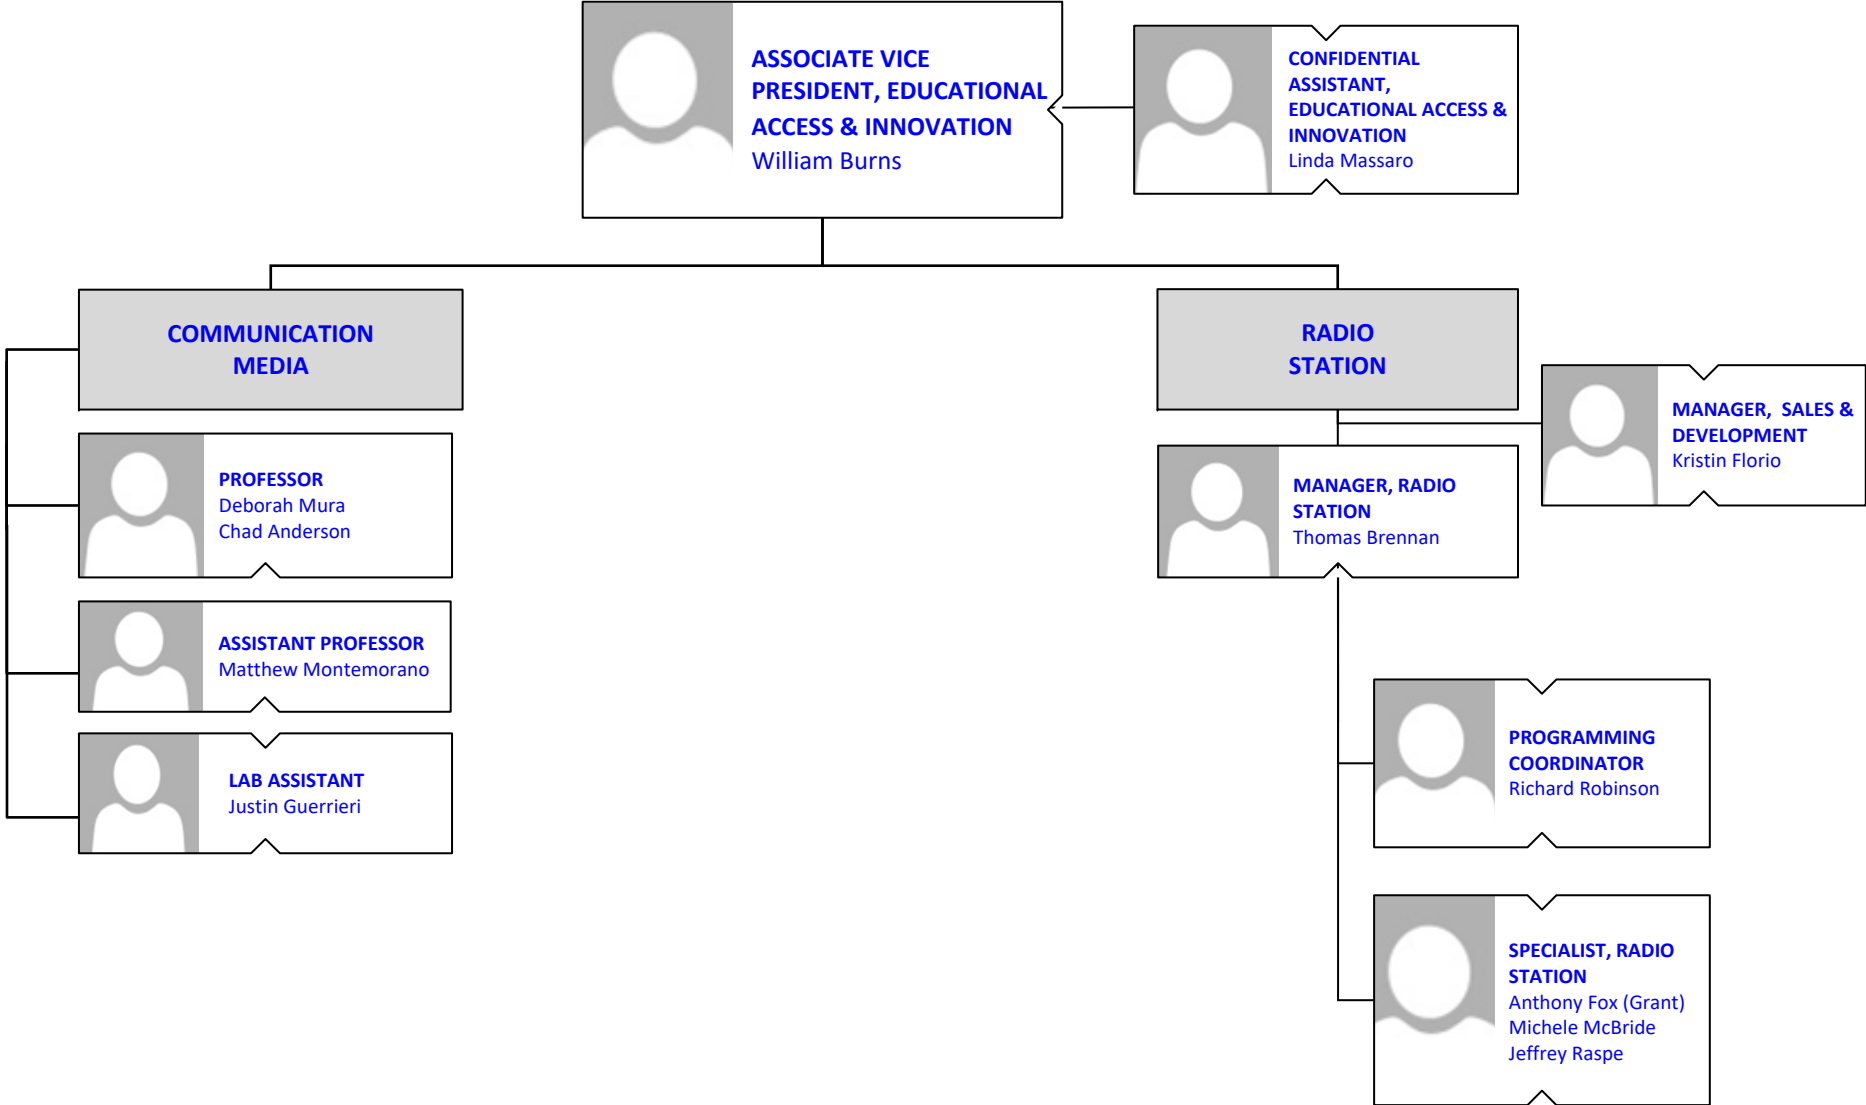 ASSOCIATE VICE
PRESIDENT, EDUCATIONAL
ACCESS & INNOVATION
William Burns
CONFIDENTIAL
ASSISTANT,
EDUCATIONAL ACCESS &
INNOVATION
Linda Massaro
COMMUNICATION
MEDIA
RADIO
STATION
MANAGER, SALES &
DEVELOPMENT
Kristin Florio
PROFESSOR
Deborah Mura
Chad Anderson
MANAGER, RADIO
STATION
Thomas Brennan
ASSISTANT PROFESSOR
Matthew Montemorano
LAB ASSISTANT
Justin Guerrieri
PROGRAMMING
COORDINATOR
Richard Robinson
SPECIALIST, RADIO
STATION
Anthony Fox (Grant)
Michele McBride
Jeffrey Raspe